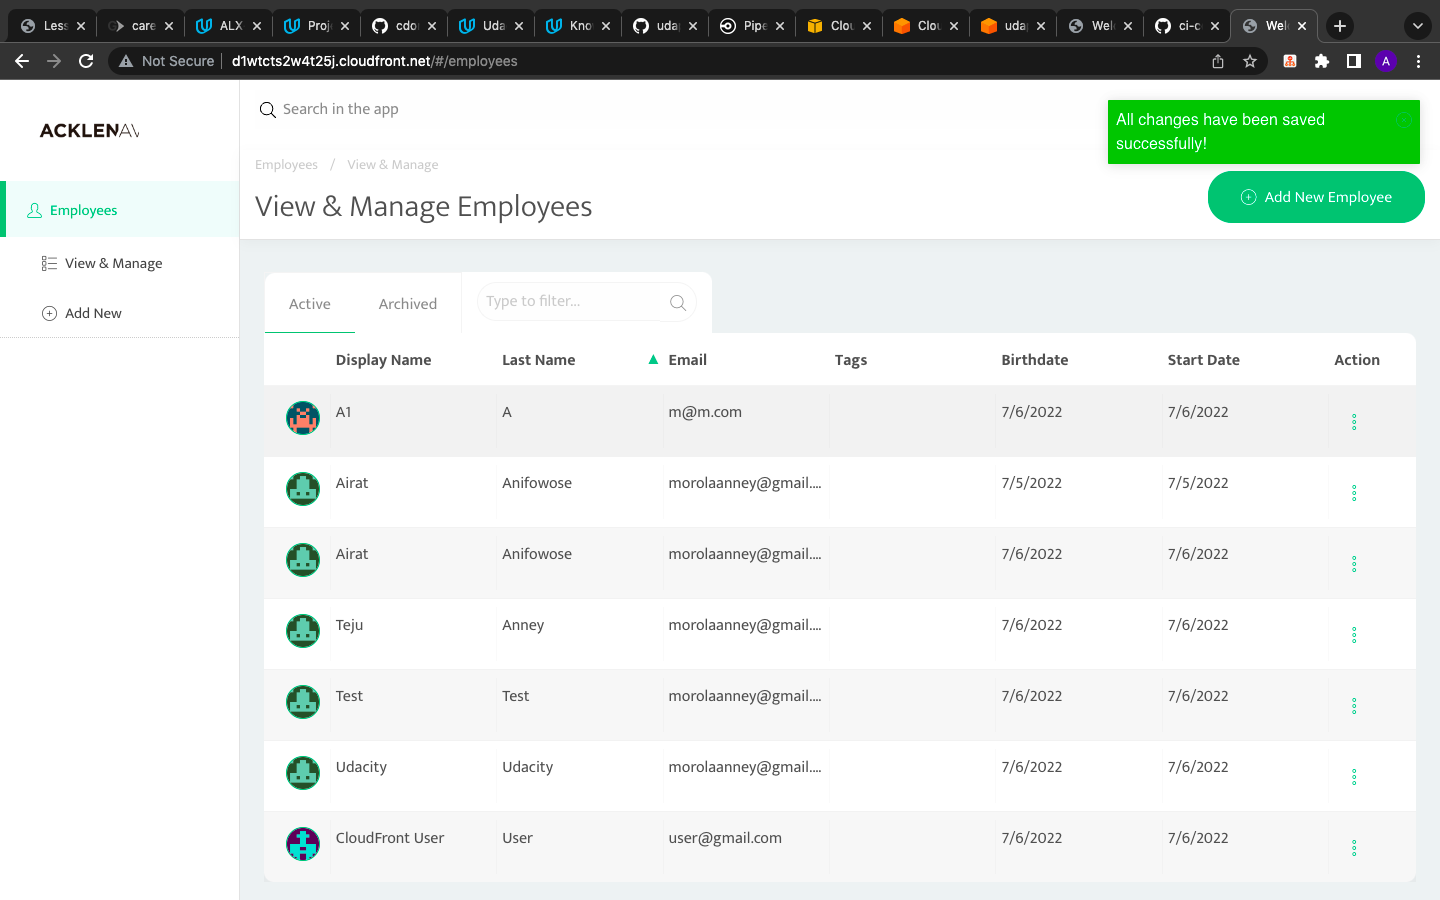 Less
care
ALX
Proje
cdon
Uda
Kno
uda
Pipe
Clou
Clou
uda
Welc
ci-c
Welc
Not Secure
d1wtcts2w4t25j.cloudfront.net/#/employees
A
ACKLENAV
Search in the app
All changes have been saved
successfully!
Employees / View & Manage
View & Manage Employees
Add New Employee
Employees
View & Manage
Add New
Active Archived Type to filter...
Display Name Last Name Email Tags Birthdate Start Date Action
A1 A m@m.com 7/6/2022 7/6/2022
Airat Anifowose morolaanney@gmail.... 7/5/2022 7/5/2022
Airat Anifowose morolaanney@gmail.... 7/6/2022 7/6/2022
Teju Anney morolaanney@gmail.... 7/6/2022 7/6/2022
Test Test morolaanney@gmail.... 7/6/2022 7/6/2022
Udacity Udacity morolaanney@gmail.... 7/6/2022 7/6/2022
CloudFront User User user@gmail.com 7/6/2022 7/6/2022